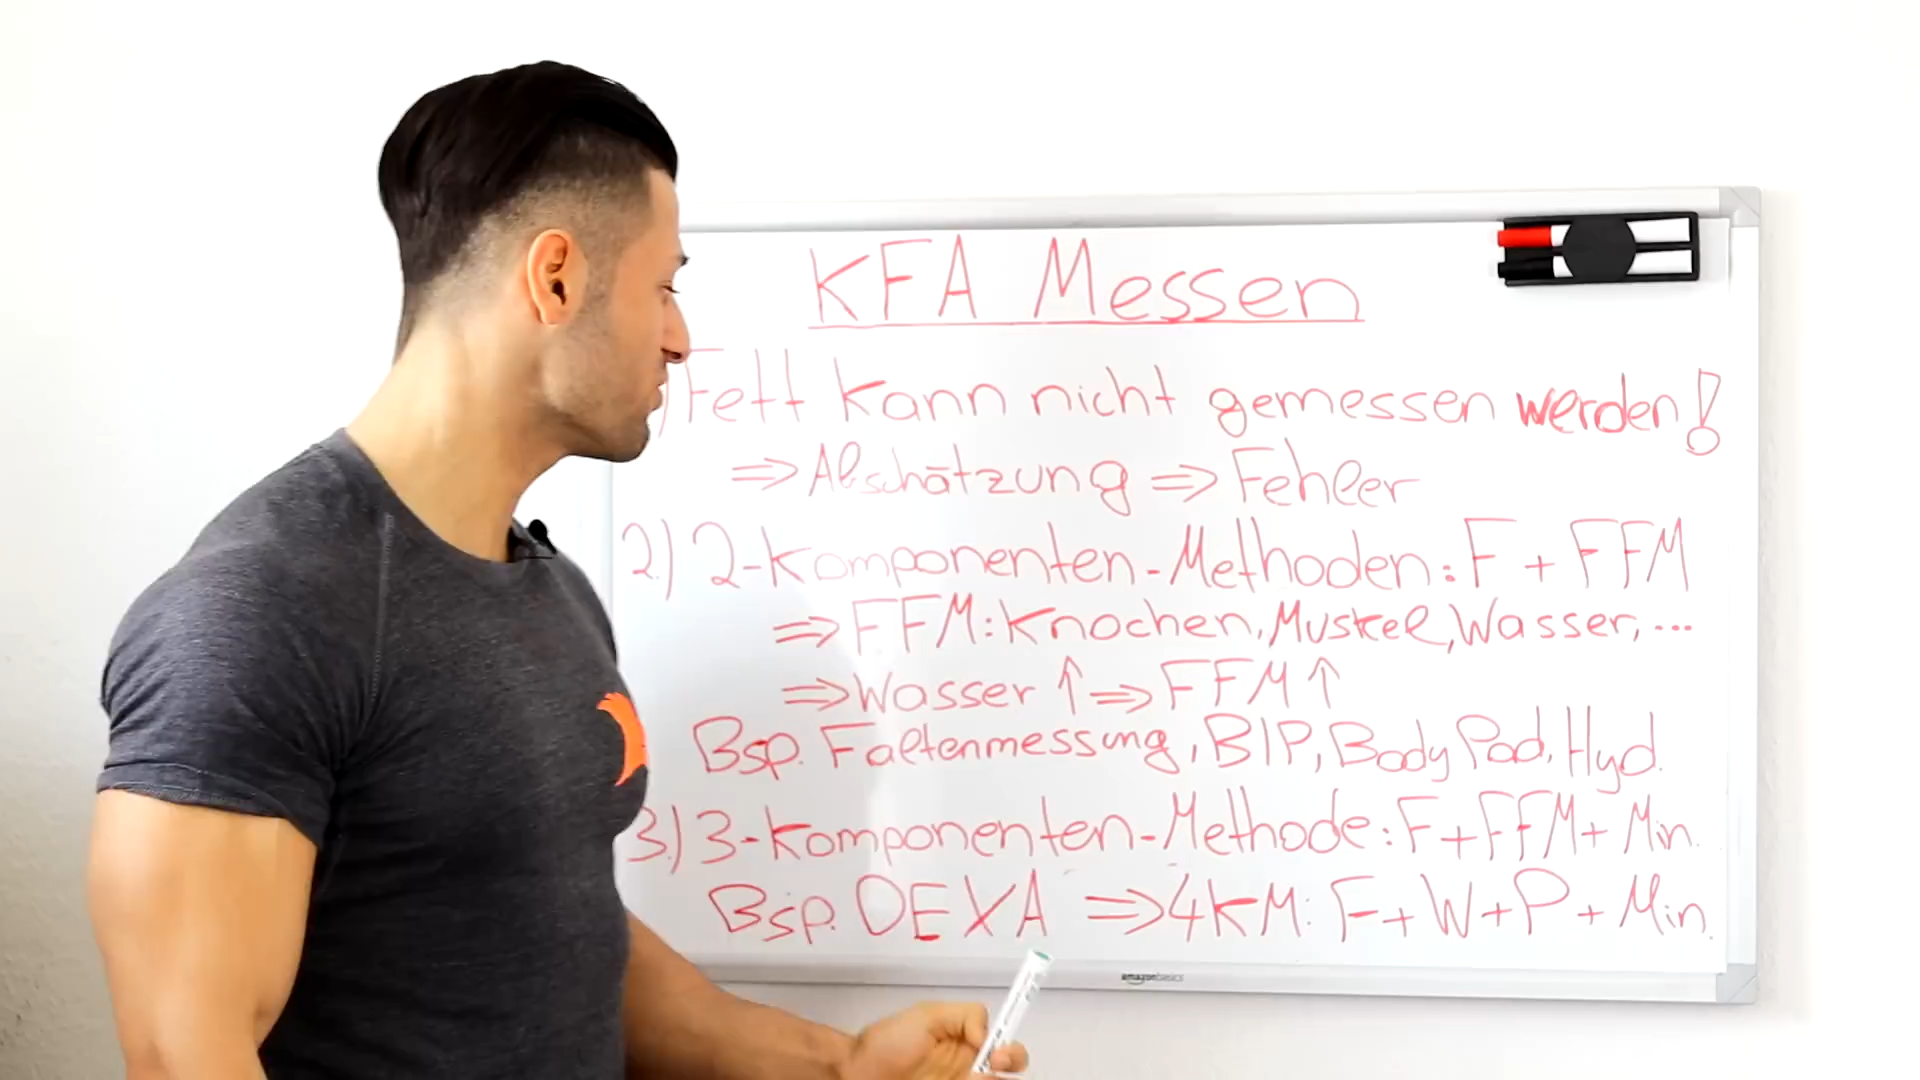 KFA Messen
) Fett kann nicht gemessen werden!
⇒ Abschätzung ⇒ Fehler
2.) 2-Komponenten-Methoden: F + FFM
⇒ FFM: Knochen, Muskel, Wasser, ...
⇒ Wasser ↑ ⇒ FFM ↑
Bsp. Faltenmessung, BIP, Body Pod, Hyd.
3.) 3-Komponenten-Methode: F + FFM + Min.
Bsp. DEXA ⇒ 4KM: F + W + P + Min.
amazonbasics